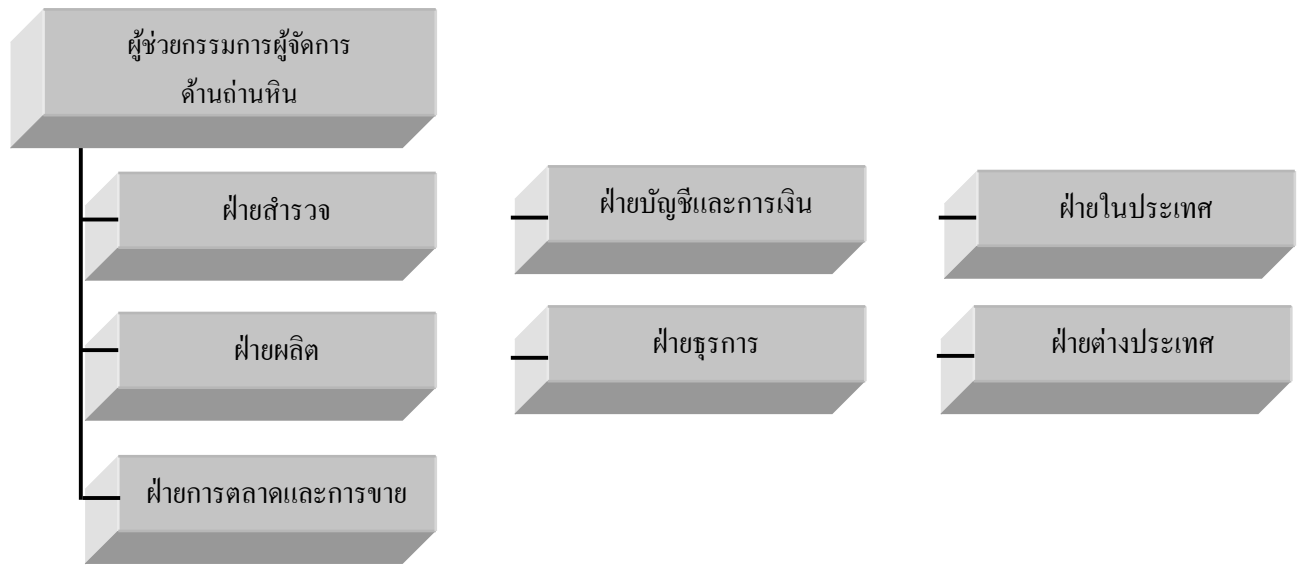 ผู้ช่วยกรรมการผู้จัดการ
ด้านถ่านหิน
ฝ่ายสำรวจ
ฝ่ายบัญชีและการเงิน
ฝ่ายในประเทศ
ฝ่ายผลิต
ฝ่ายธุรการ
ฝ่ายต่างประเทศ
ฝ่ายการตลาดและการขาย